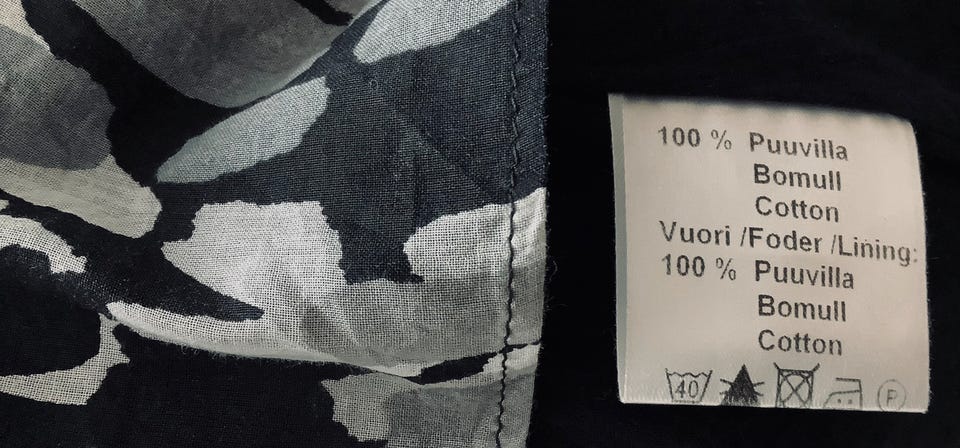 100 % Puuvilla
Bomull
Cotton
Vuori /Foder /Lining:
100 % Puuvilla
Bomull
Cotton
40 P